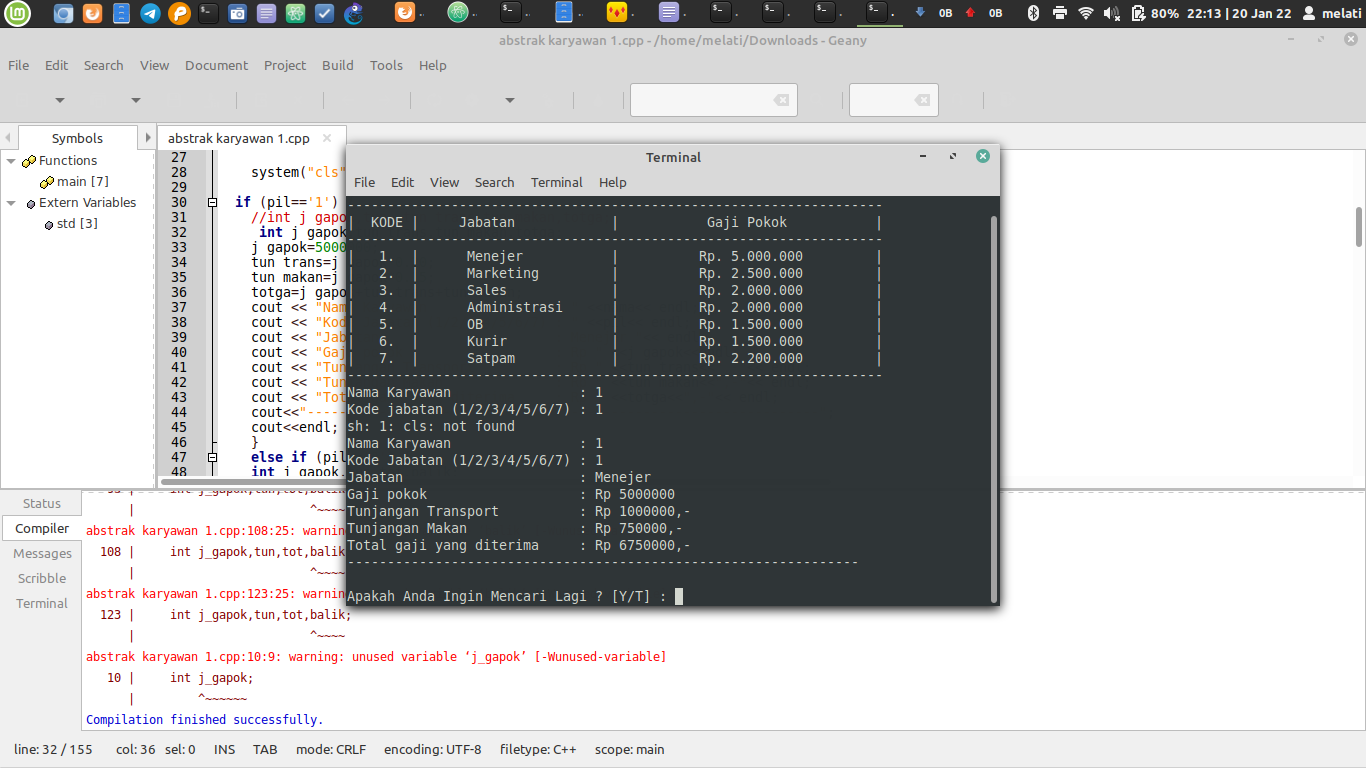 0B
0B
80%
22:13 | 20 Jan 22
melati
abstrak karyawan 1.cpp - /home/melati/Downloads - Geany
File Edit Search View Document Project Build Tools Help
Symbols
Functions
main [7]
Extern Variables
std [3]
abstrak karyawan 1.cpp
27
28 system("cls"
29
30 if (pil=='1')
31 //int j gapo
32 int j gapok
33 j gapok=5000
34 tun trans=j
35 tun makan=j
36 totga=j gapo
37 cout << "Nam
38 cout << "Kod
39 cout << "Jab
40 cout << "Gaj
41 cout << "Tun
42 cout << "Tun
43 cout << "Tot
44 cout<<"-----
45 cout<<endl;
46 }
47 else if (pil
48 int j gapok,
Terminal
File Edit View Search Terminal Help
-------------------------------------------------------------------
| KODE | Jabatan | Gaji Pokok |
-------------------------------------------------------------------
| 1. | Menejer | Rp. 5.000.000 |
| 2. | Marketing | Rp. 2.500.000 |
| 3. | Sales | Rp. 2.000.000 |
| 4. | Administrasi | Rp. 2.000.000 |
| 5. | OB | Rp. 1.500.000 |
| 6. | Kurir | Rp. 1.500.000 |
| 7. | Satpam | Rp. 2.200.000 |
-------------------------------------------------------------------
Nama Karyawan : 1
Kode jabatan (1/2/3/4/5/6/7) : 1
sh: 1: cls: not found
Nama Karyawan : 1
Kode Jabatan (1/2/3/4/5/6/7) : 1
Jabatan : Menejer
Gaji pokok : Rp 5000000
Tunjangan Transport : Rp 1000000,-
Tunjangan Makan : Rp 750000,-
Total gaji yang diterima : Rp 6750000,-
----------------------------------------------------------------
Apakah Anda Ingin Mencari Lagi ? [Y/T] :
Status
Compiler
Messages
Scribble
Terminal
| ^~~~~
abstrak karyawan 1.cpp:108:25: warnin
108 | int j_gapok,tun,tot,balik
| ^~~~~
abstrak karyawan 1.cpp:123:25: warnin
123 | int j_gapok,tun,tot,balik;
| ^~~~~
abstrak karyawan 1.cpp:10:9: warning: unused variable ‘j_gapok’ [-Wunused-variable]
10 | int j_gapok;
| ^~~~~~~
Compilation finished successfully.
line: 32 / 155 col: 36 sel: 0 INS TAB mode: CRLF encoding: UTF-8 filetype: C++ scope: main